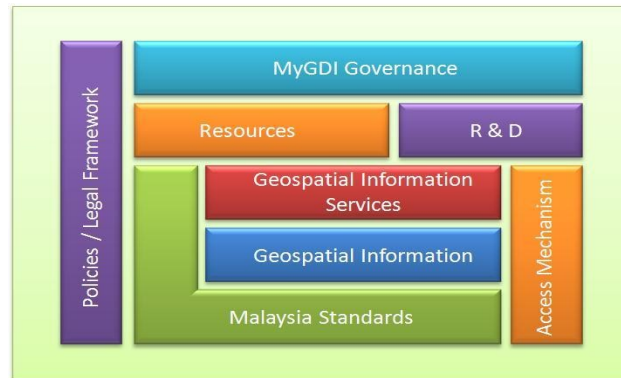 Policies / Legal Framework
MyGDI Governance
Resources
R & D
Geospatial Information
Services
Geospatial Information
Malaysia Standards
Access Mechanism